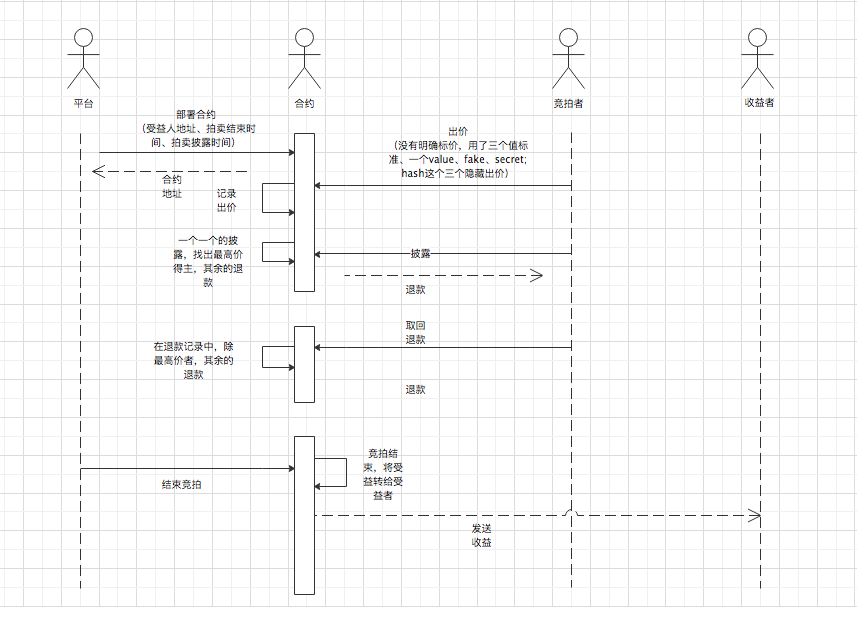 平台
合约
竞拍者
收益者
部署合约
（受益人地址、拍卖结束时
间、拍卖披露时间）
出价
（没有明确标价，用了三个值标
准、一个value、fake、secret;
hash这个三个隐藏出价）
合约
地址
记录
出价
一个一个的披
露，找出最高价
得主，其余的退
款
披露
退款
取回
退款
在退款记录中，除
最高价者，其余的
退款
退款
竞拍结
束，将受
益转给受
益者
结束竞拍
发送
收益